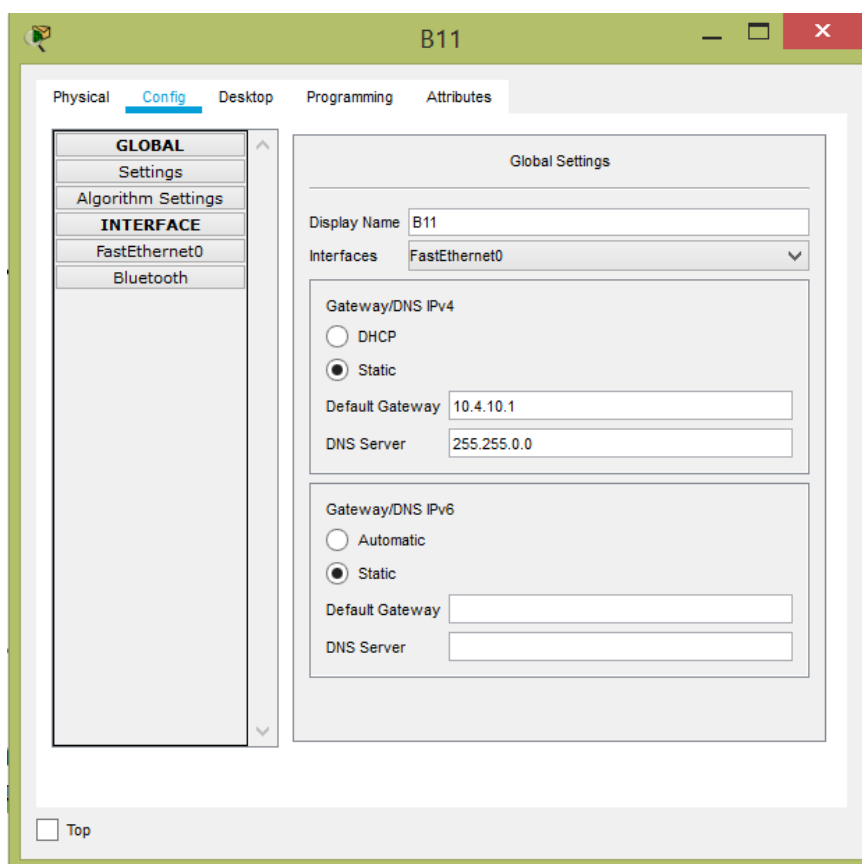 B11
Physical Config Desktop Programming Attributes
GLOBAL
Settings
Algorithm Settings
INTERFACE
FastEthernet0
Bluetooth
Global Settings
Display Name B11
Interfaces FastEthernet0
Gateway/DNS IPv4
DHCP
Static
Default Gateway 10.4.10.1
DNS Server 255.255.0.0
Gateway/DNS IPv6
Automatic
Static
Default Gateway
DNS Server
Top